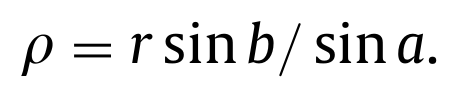 ρ = r sin b/ sin a.